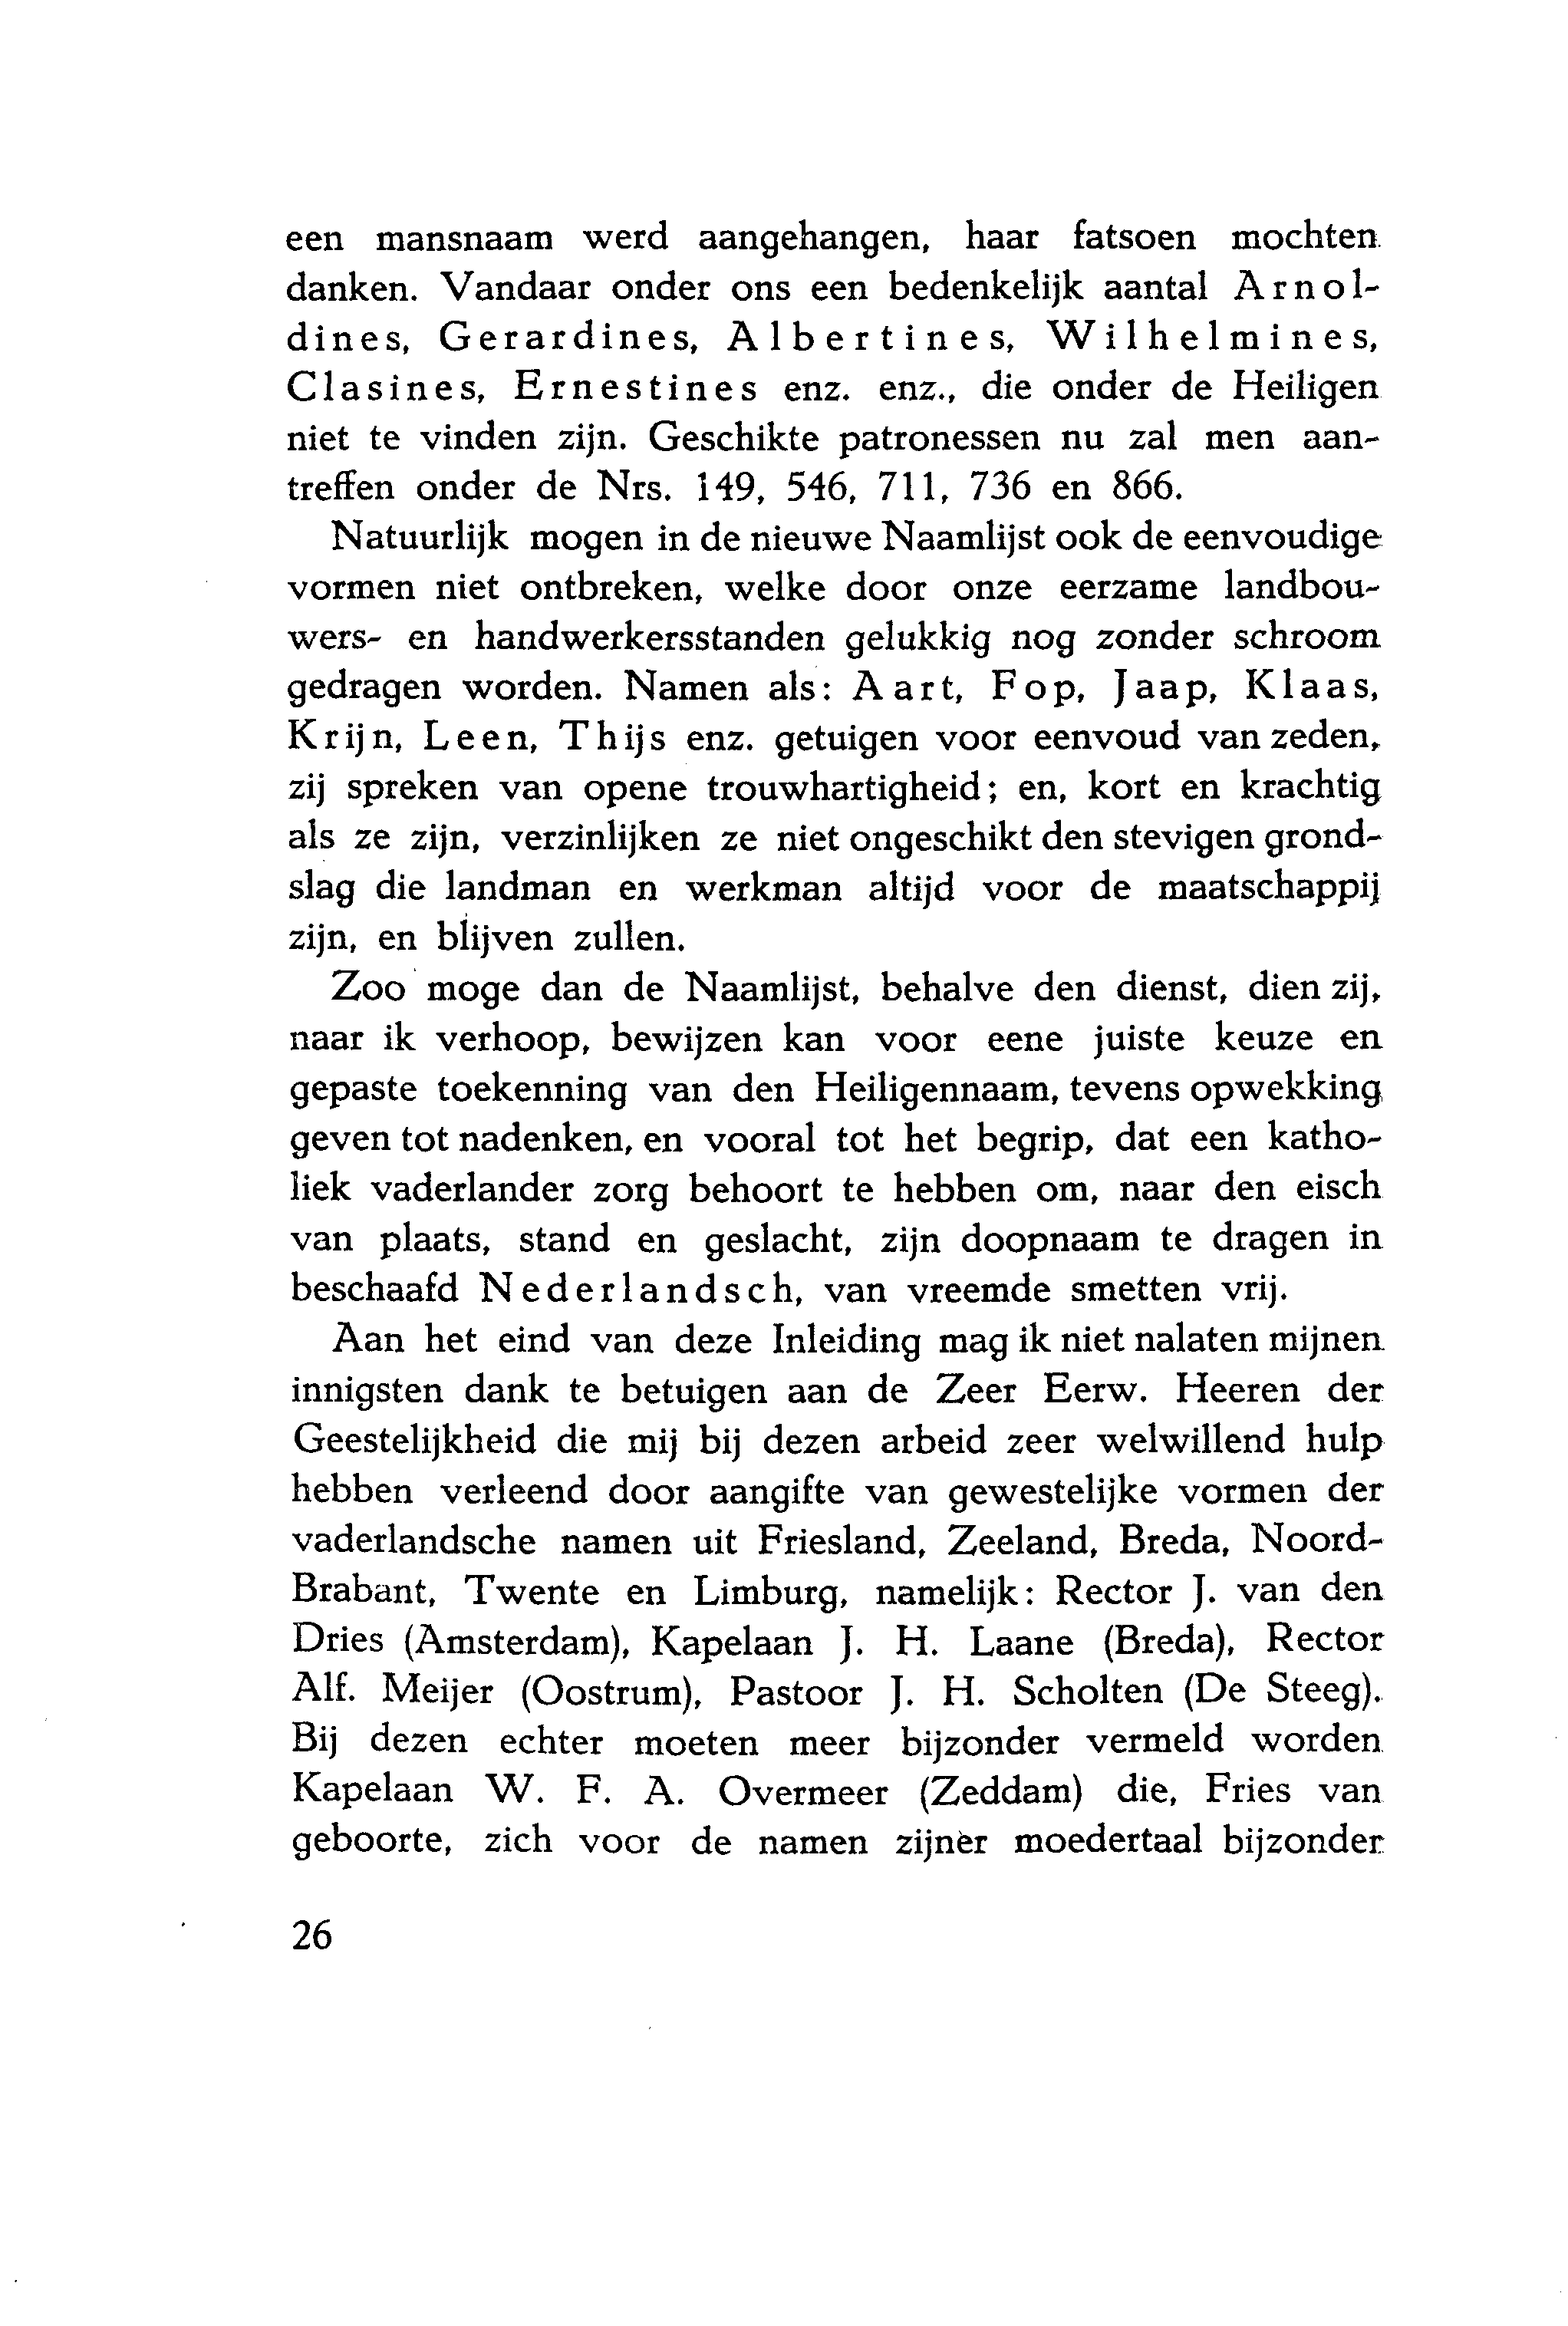 een mansnaam werd aangehangen, haar fatsoen mochten
danken. Vandaar onder ons een bedenkelijk aantal Arnol-
dines, Gerardines, Albertines, Wilhelmines,
Clasines, Ernestines enz. enz., die onder de Heiligen
niet te vinden zijn. Geschikte patronessen nu zal men aan-
treffen onder de Nrs. 149, 546, 711, 736 en 866.
Natuurlijk mogen in de nieuwe Naamlijst ook de eenvoudige
vormen niet ontbreken, welke door onze eerzame landbou-
wers- en handwerkersstanden gelukkig nog zonder schroom
gedragen worden. Namen als: Aart, Fop, Jaap, Klaas,
Krijn, Leen, Thijs enz. getuigen voor eenvoud van zeden,
zij spreken van opene trouwhartigheid; en, kort en krachtig
als ze zijn, verzinlijken ze niet ongeschikt den stevigen grond-
slag die landman en werkman altijd voor de maatschappij
zijn, en blijven zullen.
Zoo moge dan de Naamlijst, behalve den dienst, dien zij,
naar ik verhoop, bewijzen kan voor eene juiste keuze en
gepaste toekenning van den Heiligennaam, tevens opwekking
geven tot nadenken, en vooral tot het begrip, dat een katho-
liek vaderlander zorg behoort te hebben om, naar den eisch
van plaats, stand en geslacht, zijn doopnaam te dragen in
beschaafd Nederlandsch, van vreemde smetten vrij.
Aan het eind van deze Inleiding mag ik niet nalaten mijnen
innigsten dank te betuigen aan de Zeer Eerw. Heeren der
Geestelijkheid die mij bij dezen arbeid zeer welwillend hulp
hebben verleend door aangifte van gewestelijke vormen der
vaderlandsche namen uit Friesland, Zeeland, Breda, Noord-
Brabant, Twente en Limburg, namelijk: Rector J. van den
Dries (Amsterdam), Kapelaan J. H. Laane (Breda), Rector
Alf. Meijer (Oostrum), Pastoor J. H. Scholten (De Steeg).
Bij dezen echter moeten meer bijzonder vermeld worden
Kapelaan W. F. A. Overmeer (Zeddam) die, Fries van
geboorte, zich voor de namen zijner moedertaal bijzonder
26